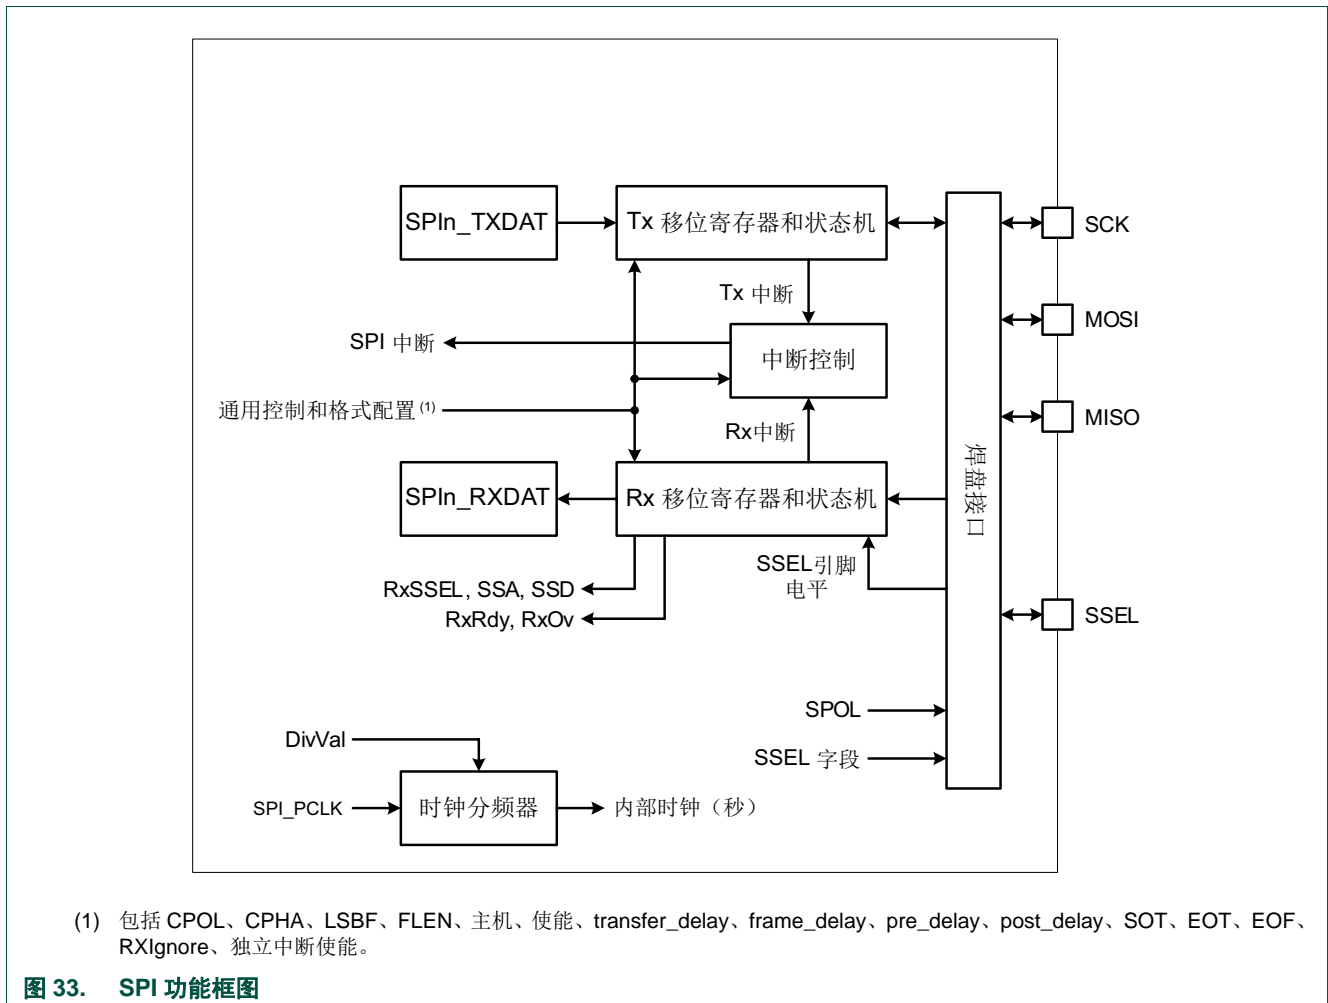 SPIn_TXDAT
Tx 移位寄存器和状态机
SCK
Tx 中断
MOSI
SPI 中断
中断控制
通用控制和格式配置 (1)
Rx中断
MISO
焊盘接口
SPIn_RXDAT
Rx 移位寄存器和状态机
SSEL引脚
电平
RxSSEL, SSA, SSD
RxRdy, RxOv
SSEL
SPOL
DivVal
SSEL 字段
SPI_PCLK
时钟分频器
内部时钟（秒）
(1) 包括 CPOL、CPHA、LSBF、FLEN、主机、使能、transfer_delay、frame_delay、pre_delay、post_delay、SOT、EOT、EOF、
RXIgnore、独立中断使能。
图 33. SPI 功能框图